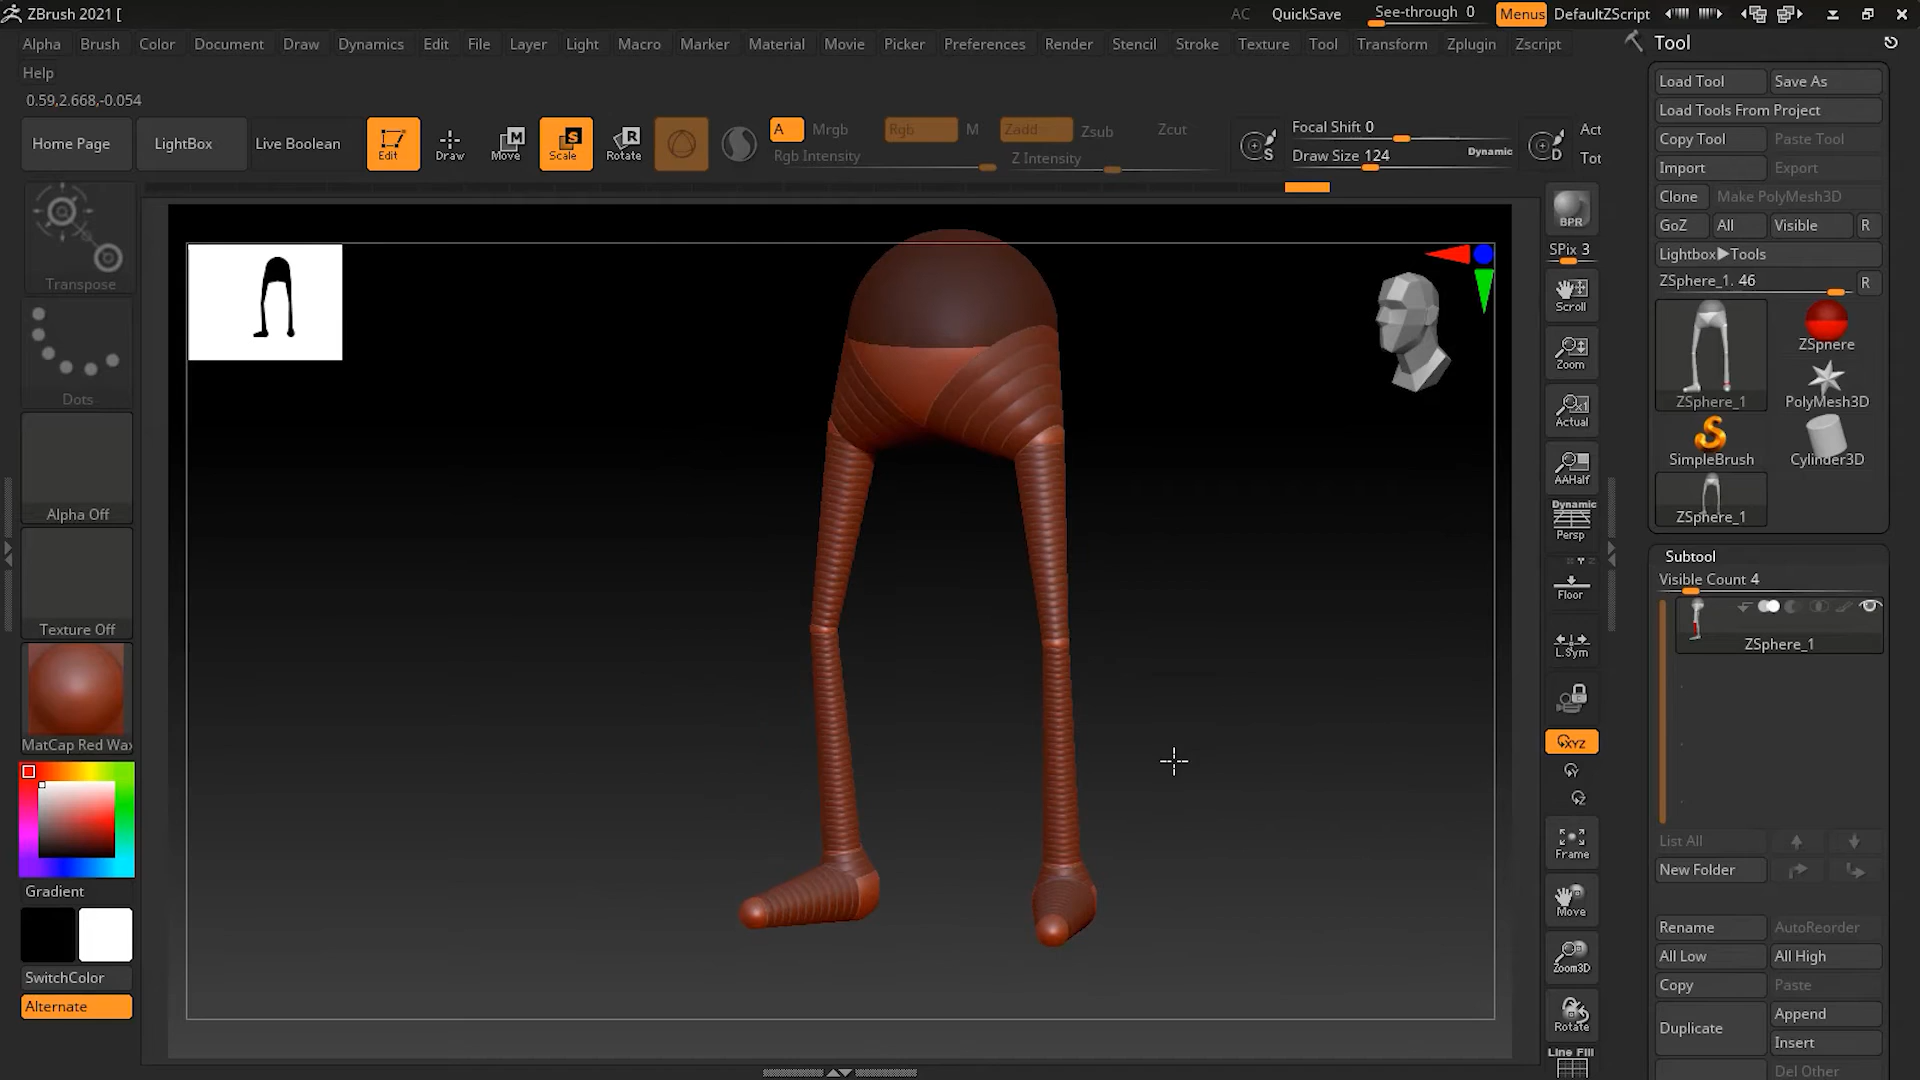 ZBrush 2021 [
AC QuickSave See-through 0 Menus DefaultZScript
Alpha Brush Color Document Draw Dynamics Edit File Layer Light Macro Marker Material Movie Picker Preferences Render Stencil Stroke Texture Tool Transform Zplugin Zscript
Help
0.59,2.668,-0.054
Home Page LightBox Live Boolean Edit Draw Move Scale Rotate
A Mrgb Rgb M Zadd Zsub Zcut
Rgb Intensity Z Intensity
Focal Shift 0
Draw Size 124 Dynamic
S D
Act
Tot
Transpose
Dots
Alpha Off
Texture Off
MatCap Red Wax
Gradient
SwitchColor
Alternate
BPR
SPix 3
Scroll
Zoom
Actual
AAHalf
Dynamic
Persp
Floor
L.Sym
XYZ
Y
Z
Frame
Move
Zoom3D
Rotate
Line Fill
Tool
Load Tool Save As
Load Tools From Project
Copy Tool Paste Tool
Import Export
Clone Make PolyMesh3D
GoZ All Visible R
Lightbox▶Tools
ZSphere_1. 46 R
ZSphere_1 ZSphere
PolyMesh3D
SimpleBrush Cylinder3D
ZSphere_1
Subtool
Visible Count 4
ZSphere_1
List All
New Folder
Rename AutoReorder
All Low All High
Copy Paste
Duplicate Append
Insert
Del Other